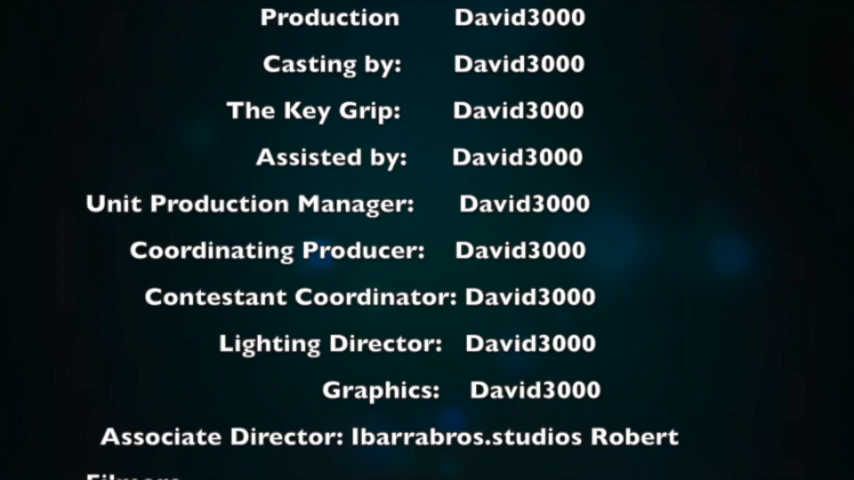 Production David3000
Casting by: David3000
The Key Grip: David3000
Assisted by: David3000
Unit Production Manager: David3000
Coordinating Producer: David3000
Contestant Coordinator: David3000
Lighting Director: David3000
Graphics: David3000
Associate Director: Ibarrabros.studios Robert